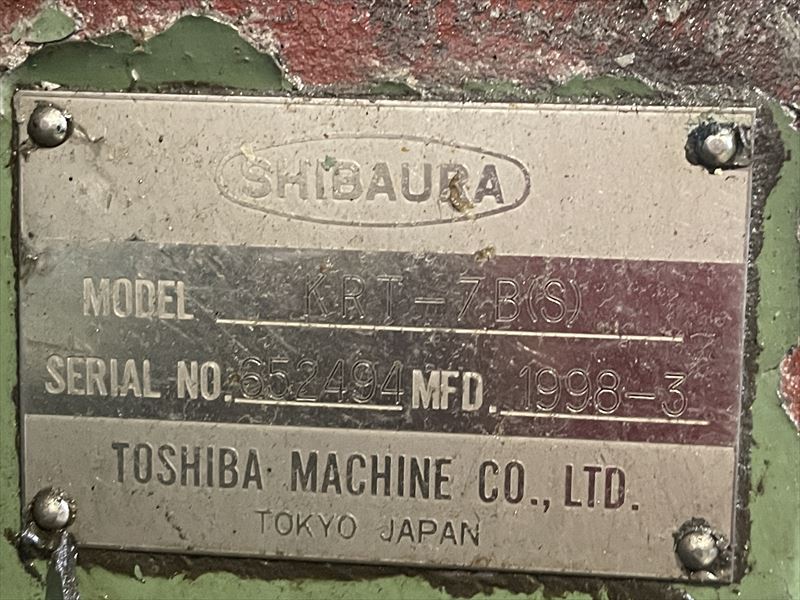 SHIBAURA
MODEL KRT-7B(S)
SERIAL NO. 652494 MFD. 1998-3
TOSHIBA MACHINE CO., LTD.
TOKYO JAPAN